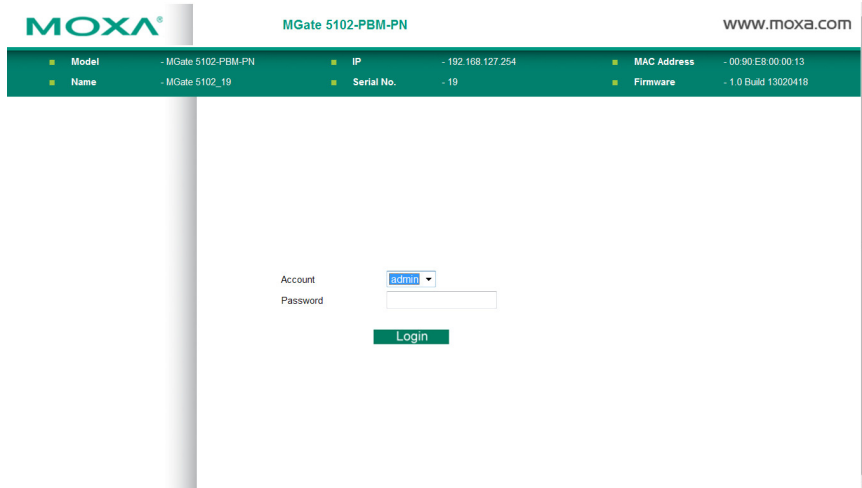 MOXA®
MGate 5102-PBM-PN
www.moxa.com
Model - MGate 5102-PBM-PN IP - 192.168.127.254 MAC Address - 00:90:E8:00:00:13
Name - MGate 5102_19 Serial No. - 19 Firmware - 1.0 Build 13020418
Account admin
Password
Login